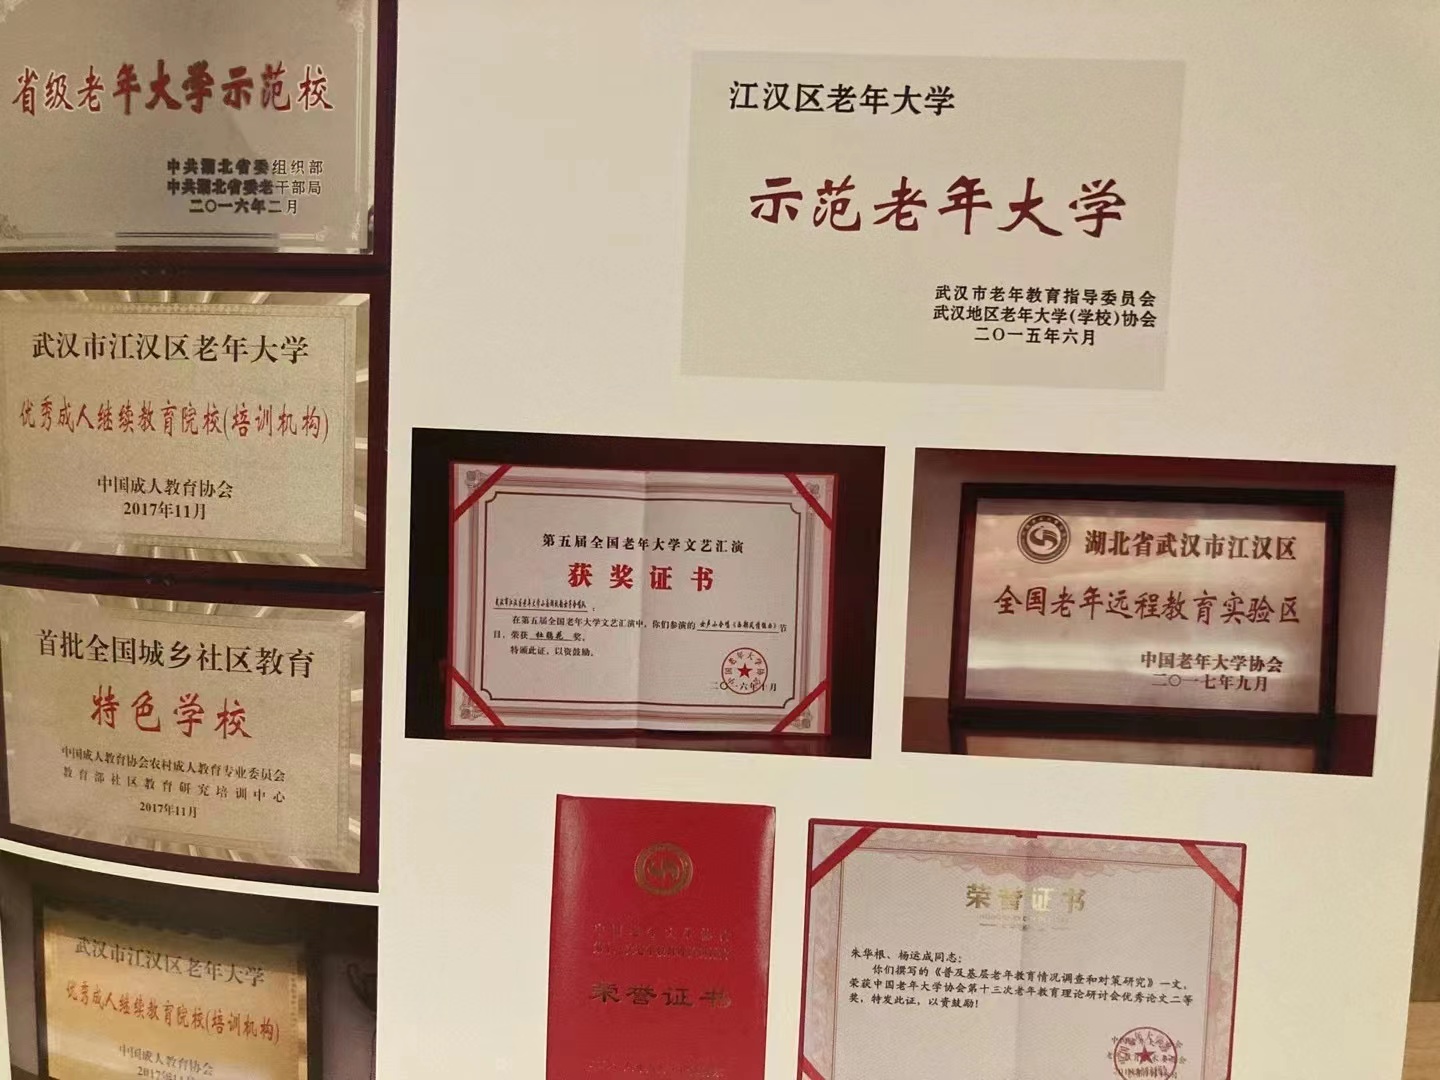 省级老年大学示范校
中共湖北省委组织部
中共湖北省委老干部局
二〇一六年二月
武汉市江汉区老年大学
优秀成人继续教育院校(培训机构)
中国成人教育协会
2017年11月
首批全国城乡社区教育
特色学校
中国成人教育协会农村成人教育专业委员会
教育部社区教育研究培训中心
2017年11月
武汉市江汉区老年大学
优秀成人继续教育院校(培训机构)
中国成人教育协会
2017年11月
江汉区老年大学
示范老年大学
武汉市老年教育指导委员会
武汉地区老年大学(学校)协会
二〇一五年六月
第五届全国老年大学文艺汇演
获奖证书
在第五届全国老年大学文艺汇演中,你们参演的
节
目,荣获 杜鹃花 奖。
特颁此证,以资鼓励。
二〇一六年十月
湖北省武汉市江汉区
全国老年远程教育实验区
中国老年大学协会
二〇一七年九月
荣誉证书
荣誉证书
朱华根、杨运成同志:
你们撰写的《普及基层老年教育情况调查和对策研究》一文,
荣获中国老年大学协会第十三次老年教育理论研讨会优秀论文二等
奖,特发此证,以资鼓励!